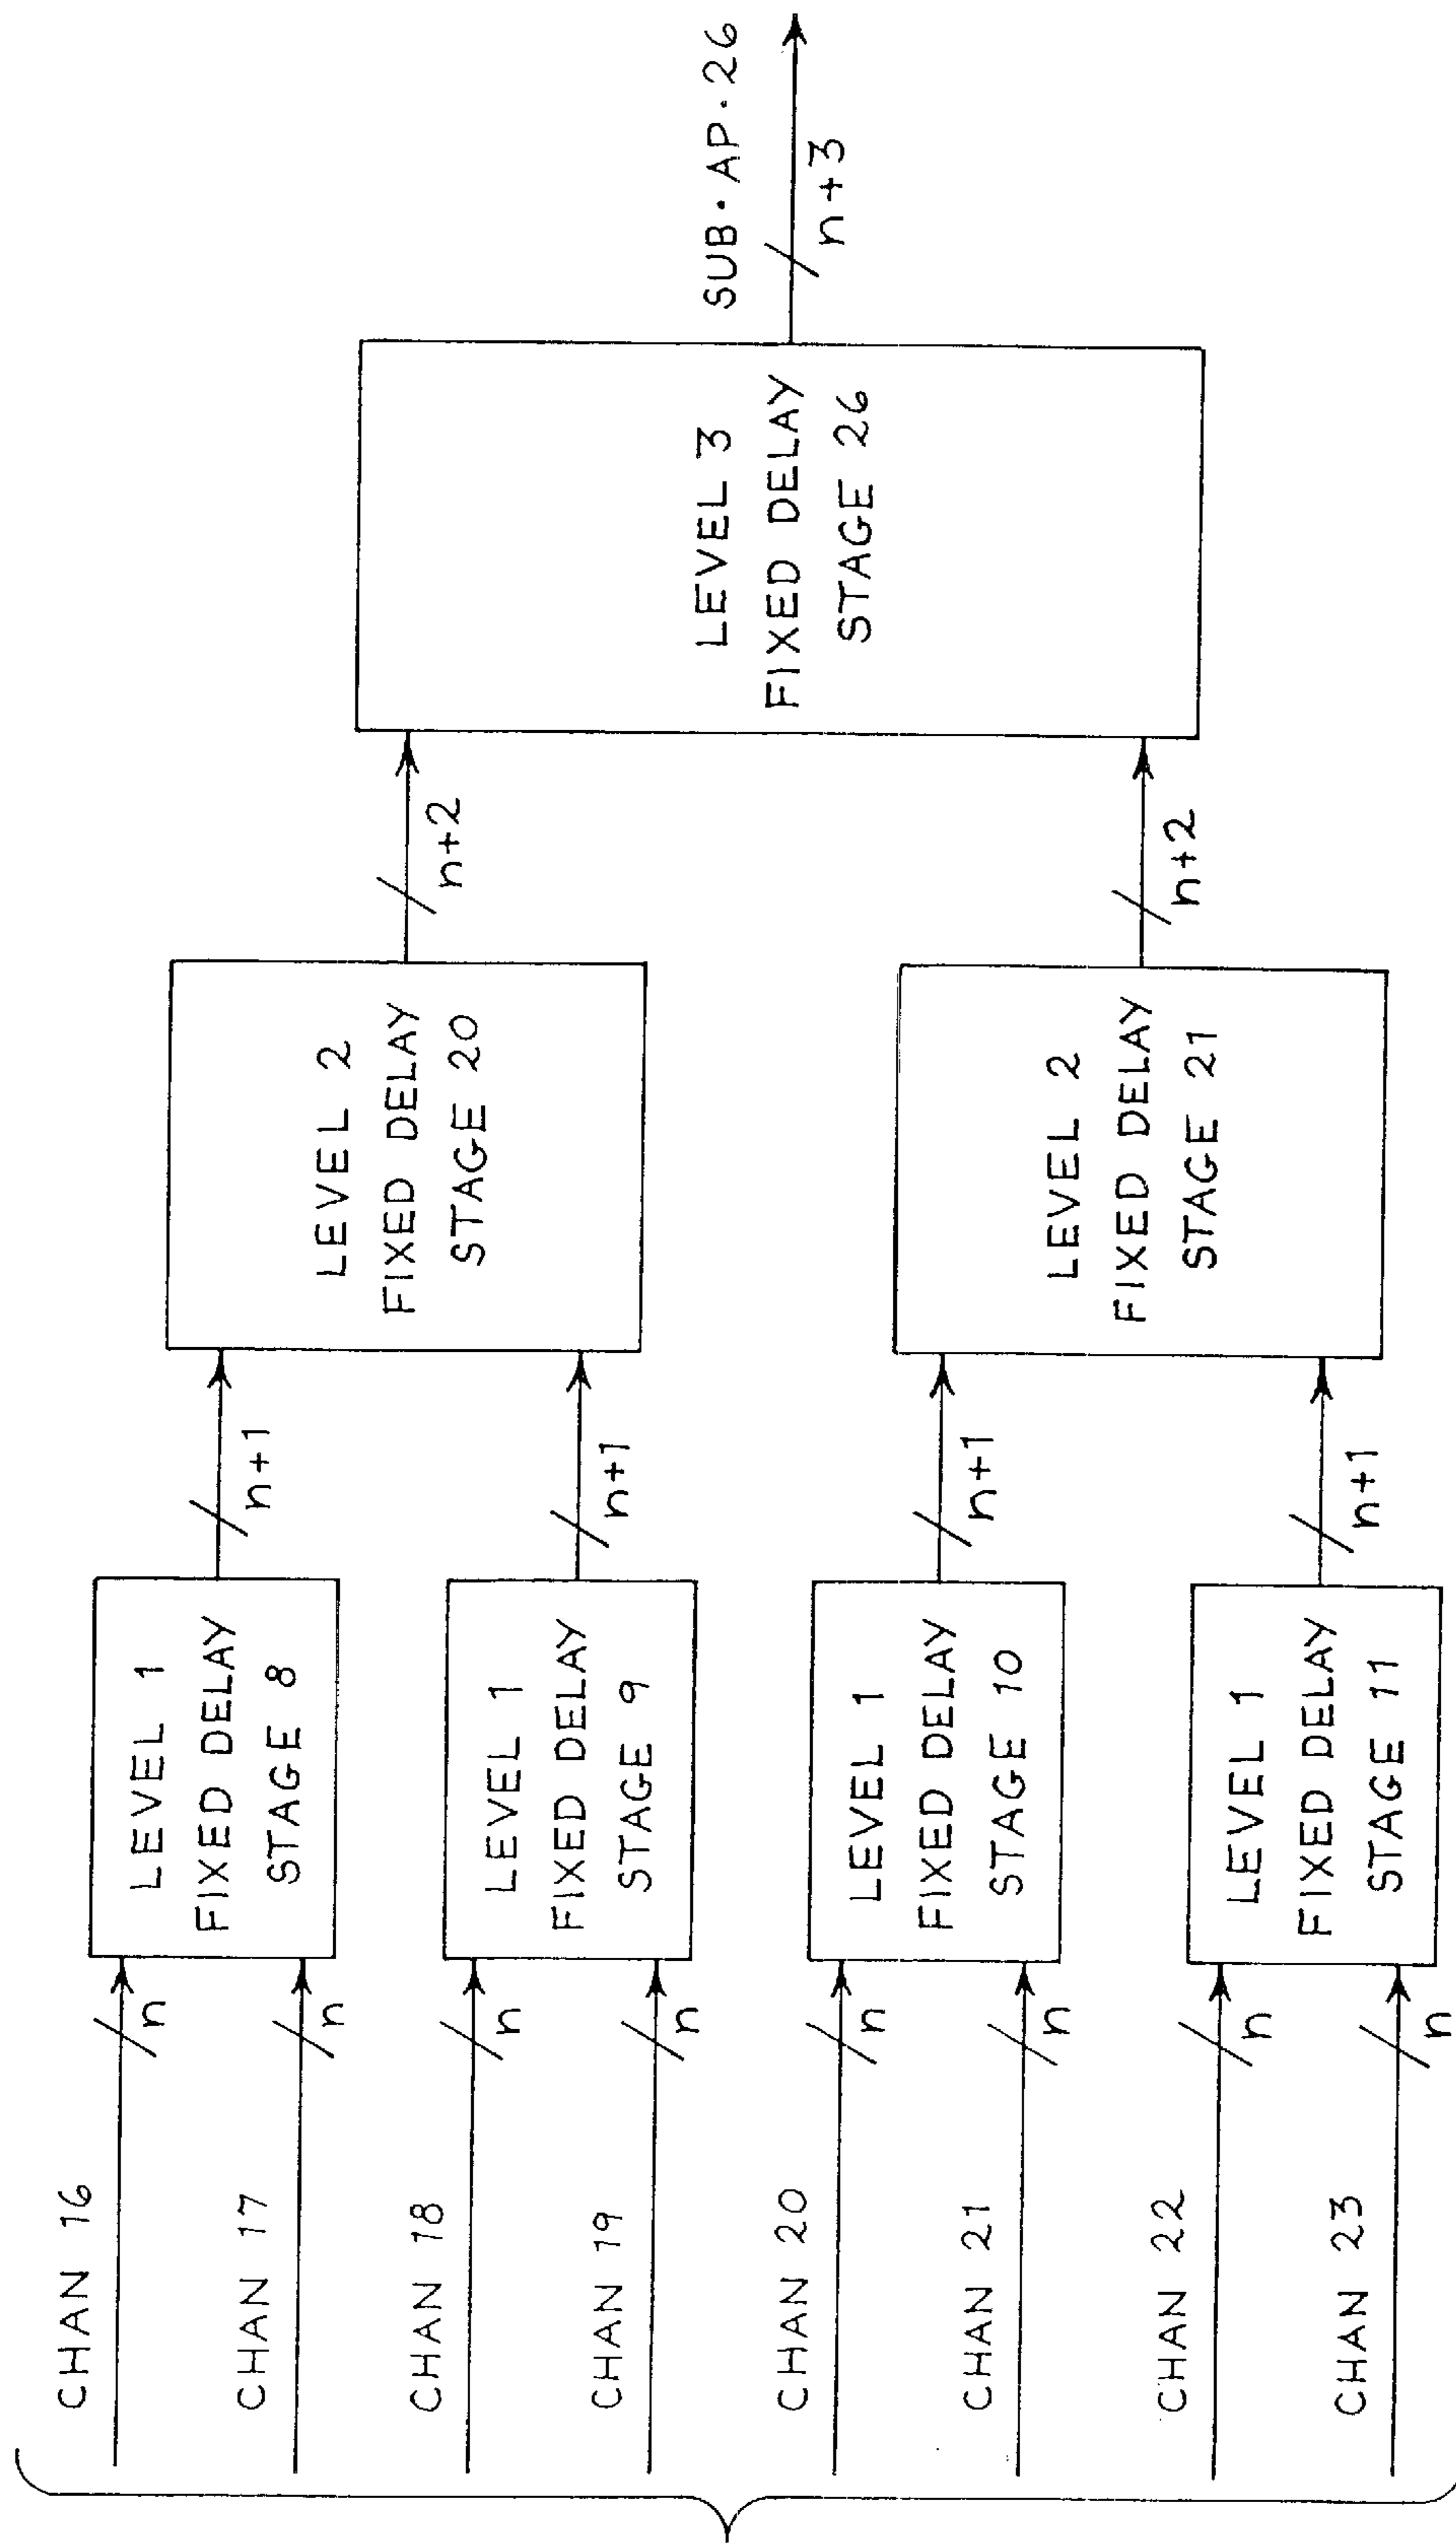 CHAN 16
n
CHAN 17
n
LEVEL 1
FIXED DELAY
STAGE 8
n+1
CHAN 18
n
CHAN 19
n
LEVEL 1
FIXED DELAY
STAGE 9
n+1
LEVEL 2
FIXED DELAY
STAGE 20
n+2
CHAN 20
n
CHAN 21
n
LEVEL 1
FIXED DELAY
STAGE 10
n+1
CHAN 22
n
CHAN 23
n
LEVEL 1
FIXED DELAY
STAGE 11
n+1
LEVEL 2
FIXED DELAY
STAGE 21
n+2
LEVEL 3
FIXED DELAY
STAGE 26
SUB·AP·26
n+3